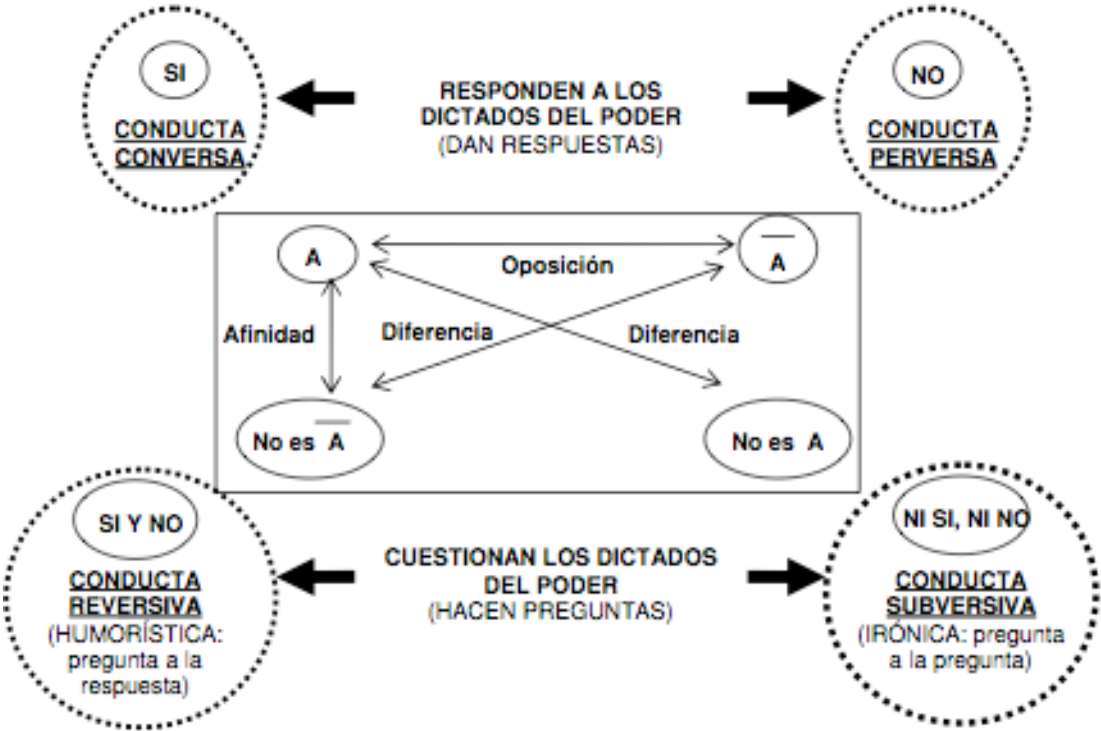 SI
CONDUCTA
CONVERSA.
RESPONDEN A LOS
DICTADOS DEL PODER
(DAN RESPUESTAS)
NO
CONDUCTA
PERVERSA
A
Oposición
A̅
Afinidad
Diferencia
Diferencia
No es A̅
No es A
SI Y NO
CONDUCTA
REVERSIVA
(HUMORÍSTICA:
pregunta a la
respuesta)
CUESTIONAN LOS DICTADOS
DEL PODER
(HACEN PREGUNTAS)
NI SI, NI NO
CONDUCTA
SUBVERSIVA
(IRÓNICA: pregunta
a la pregunta)